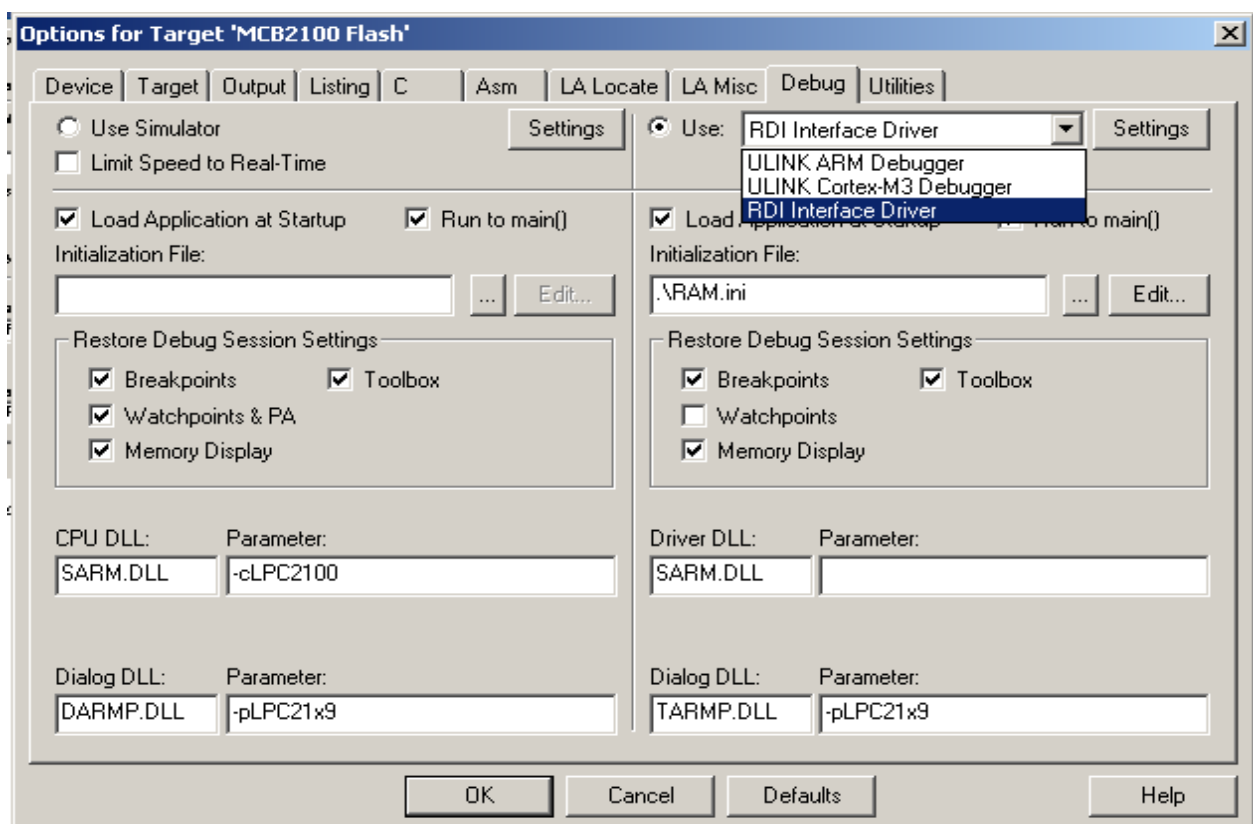 Options for Target 'MCB2100 Flash'
Device Target Output Listing C Asm LA Locate LA Misc Debug Utilities
Use Simulator Settings
Limit Speed to Real-Time
Use: RDI Interface Driver Settings
ULINK ARM Debugger
ULINK Cortex-M3 Debugger
RDI Interface Driver
Load Application at Startup Run to main()
Initialization File:
... Edit...
Restore Debug Session Settings
Breakpoints Toolbox
Watchpoints & PA
Memory Display
CPU DLL: Parameter:
SARM.DLL -cLPC2100
Dialog DLL: Parameter:
DARMP.DLL -pLPC21x9
Load Application at Startup Run to main()
Initialization File:
.\RAM.ini ... Edit...
Restore Debug Session Settings
Breakpoints Toolbox
Watchpoints
Memory Display
Driver DLL: Parameter:
SARM.DLL
Dialog DLL: Parameter:
TARMP.DLL -pLPC21x9
OK Cancel Defaults Help